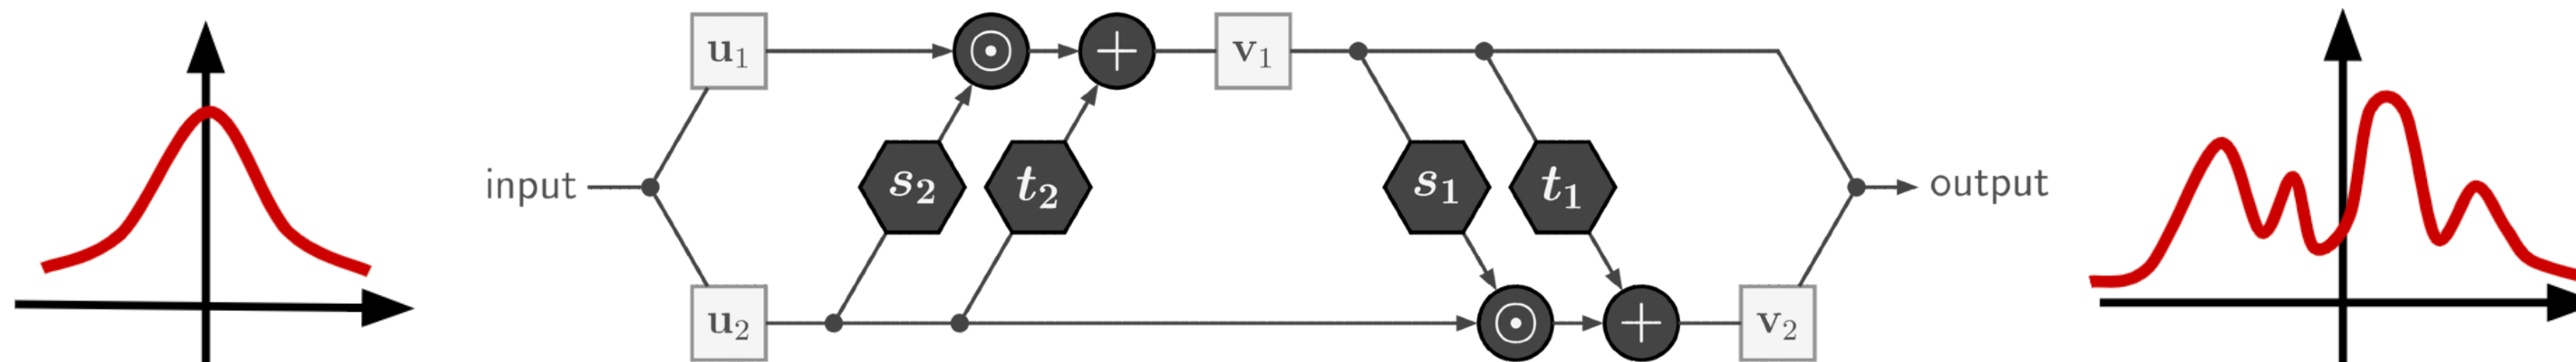 u₁ ⊙ + v₁
input s₂ t₂ s₁ t₁ output
u₂ ⊙ + v₂